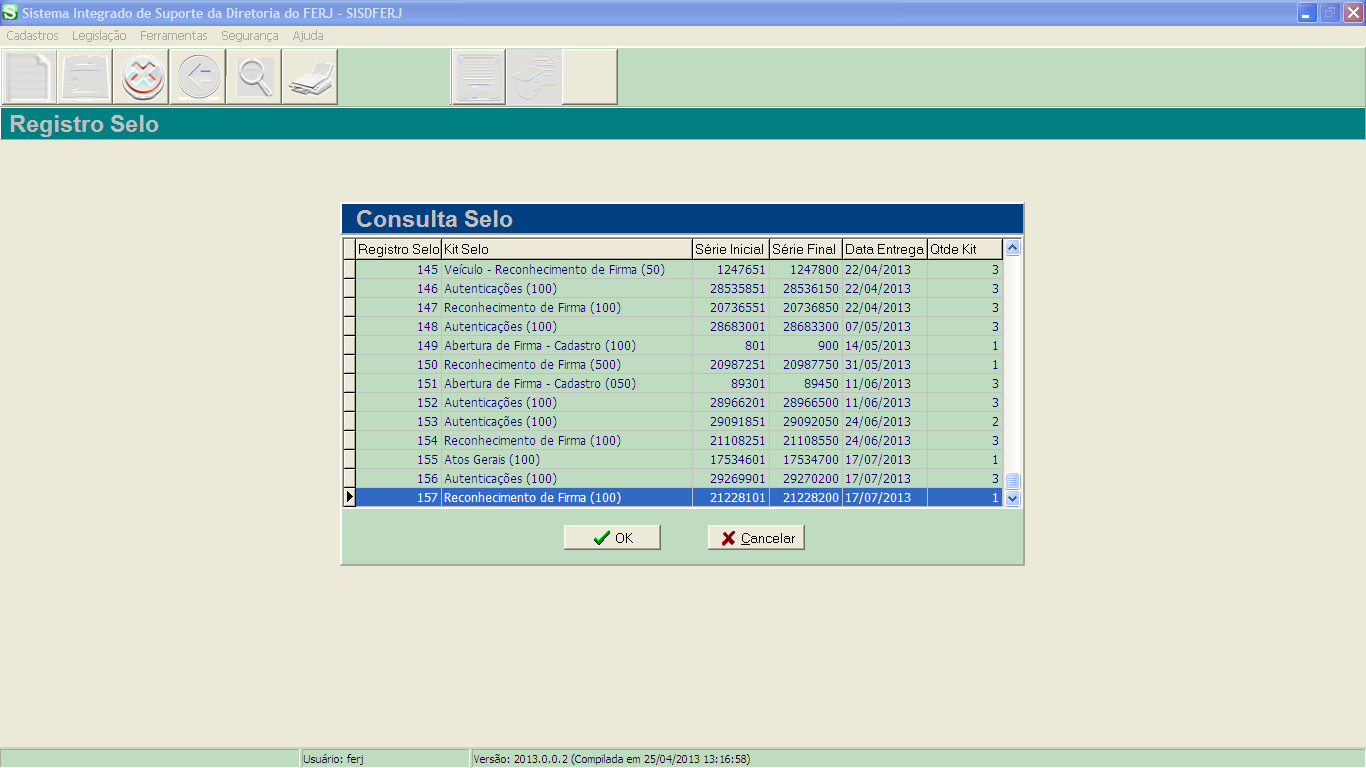 Sistema Integrado de Suporte da Diretoria do FERJ - SISDFERJ
Cadastros Legislação Ferramentas Segurança Ajuda
Registro Selo
Consulta Selo
Registro Selo Kit Selo Série Inicial Série Final Data Entrega Qtde Kit
145 Veículo - Reconhecimento de Firma (50) 1247651 1247800 22/04/2013 3
146 Autenticações (100) 28535851 28536150 22/04/2013 3
147 Reconhecimento de Firma (100) 20736551 20736850 22/04/2013 3
148 Autenticações (100) 28683001 28683300 07/05/2013 3
149 Abertura de Firma - Cadastro (100) 801 900 14/05/2013 1
150 Reconhecimento de Firma (500) 20987251 20987750 31/05/2013 1
151 Abertura de Firma - Cadastro (050) 89301 89450 11/06/2013 3
152 Autenticações (100) 28966201 28966500 11/06/2013 3
153 Autenticações (100) 29091851 29092050 24/06/2013 2
154 Reconhecimento de Firma (100) 21108251 21108550 24/06/2013 3
155 Atos Gerais (100) 17534601 17534700 17/07/2013 1
156 Autenticações (100) 29269901 29270200 17/07/2013 3
157 Reconhecimento de Firma (100) 21228101 21228200 17/07/2013 1
OK Cancelar
Usuário: ferj Versão: 2013.0.0.2 (Compilada em 25/04/2013 13:16:58)